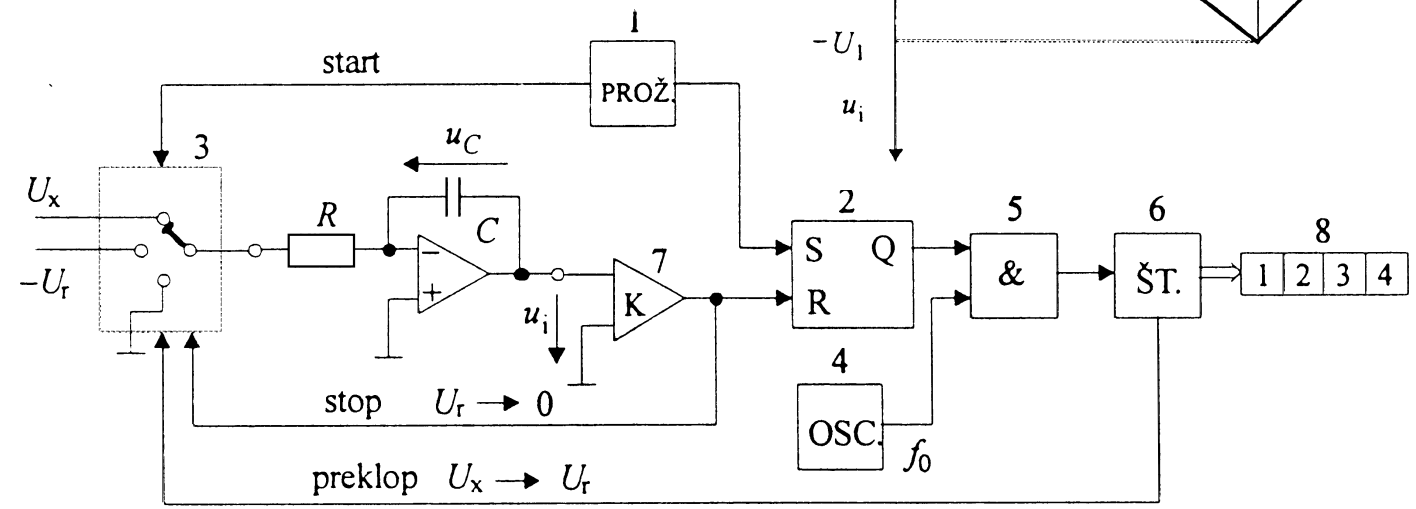 1
-U₁
start
PROŽ.
uᵢ
3
u_C
Uₓ
R
C
2
5
6
8
7
S Q
&
ŠT.
1 2 3 4
-Uᵣ
K
R
uᵢ
4
stop Uᵣ → 0
OSC.
f₀
preklop Uₓ → Uᵣ